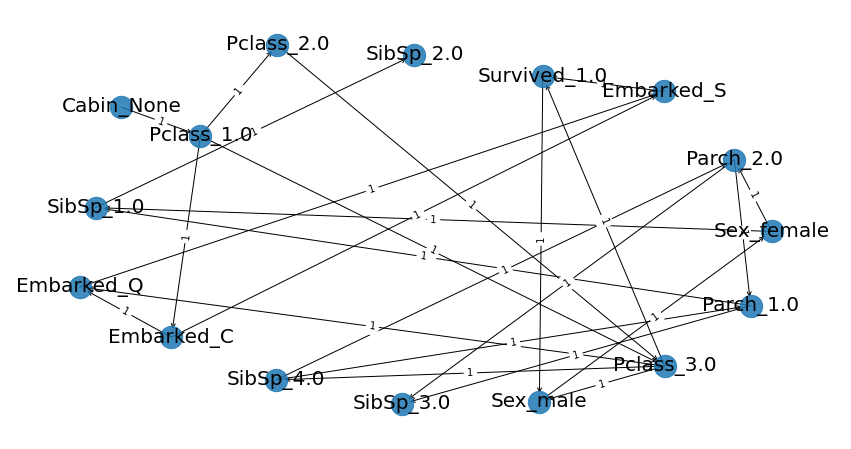 Pclass_2.0
SibSp_2.0
Survived_1.0
Embarked_S
1
Cabin_None
1
Pclass_1.0
1
Parch_2.0
1
1
SibSp_1.0
1
1
1
1
Sex_female
1
1
1
1
1
1
Embarked_Q
Parch_1.0
1
1
1
Embarked_C
1
1
Pclass_3.0
1
SibSp_4.0
1
SibSp_3.0
Sex_male